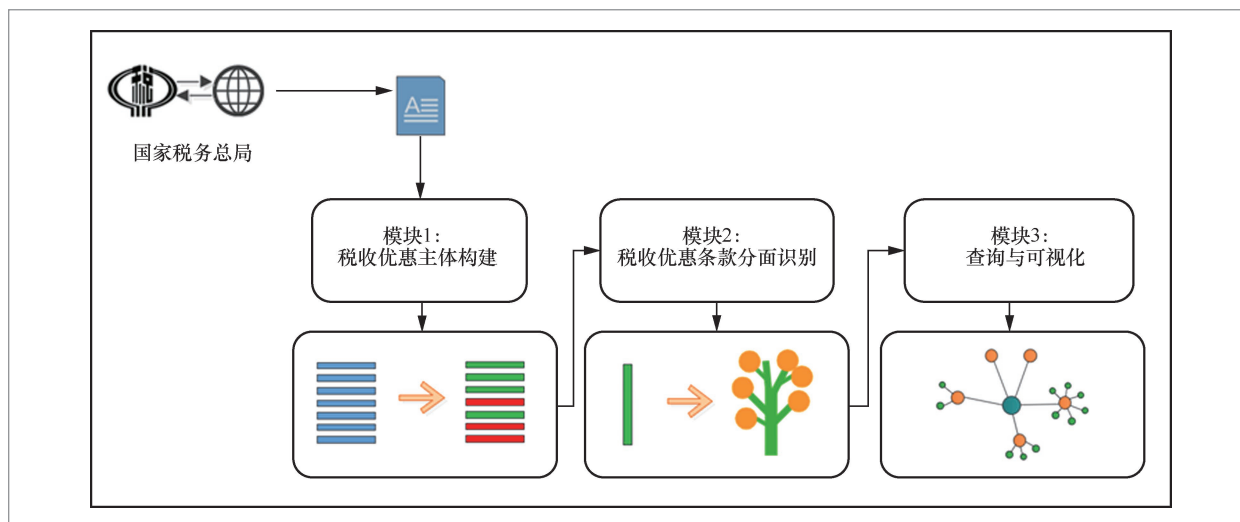 税
A
国家税务总局
模块1:
税收优惠主体构建
模块2:
税收优惠条款分面识别
模块3:
查询与可视化